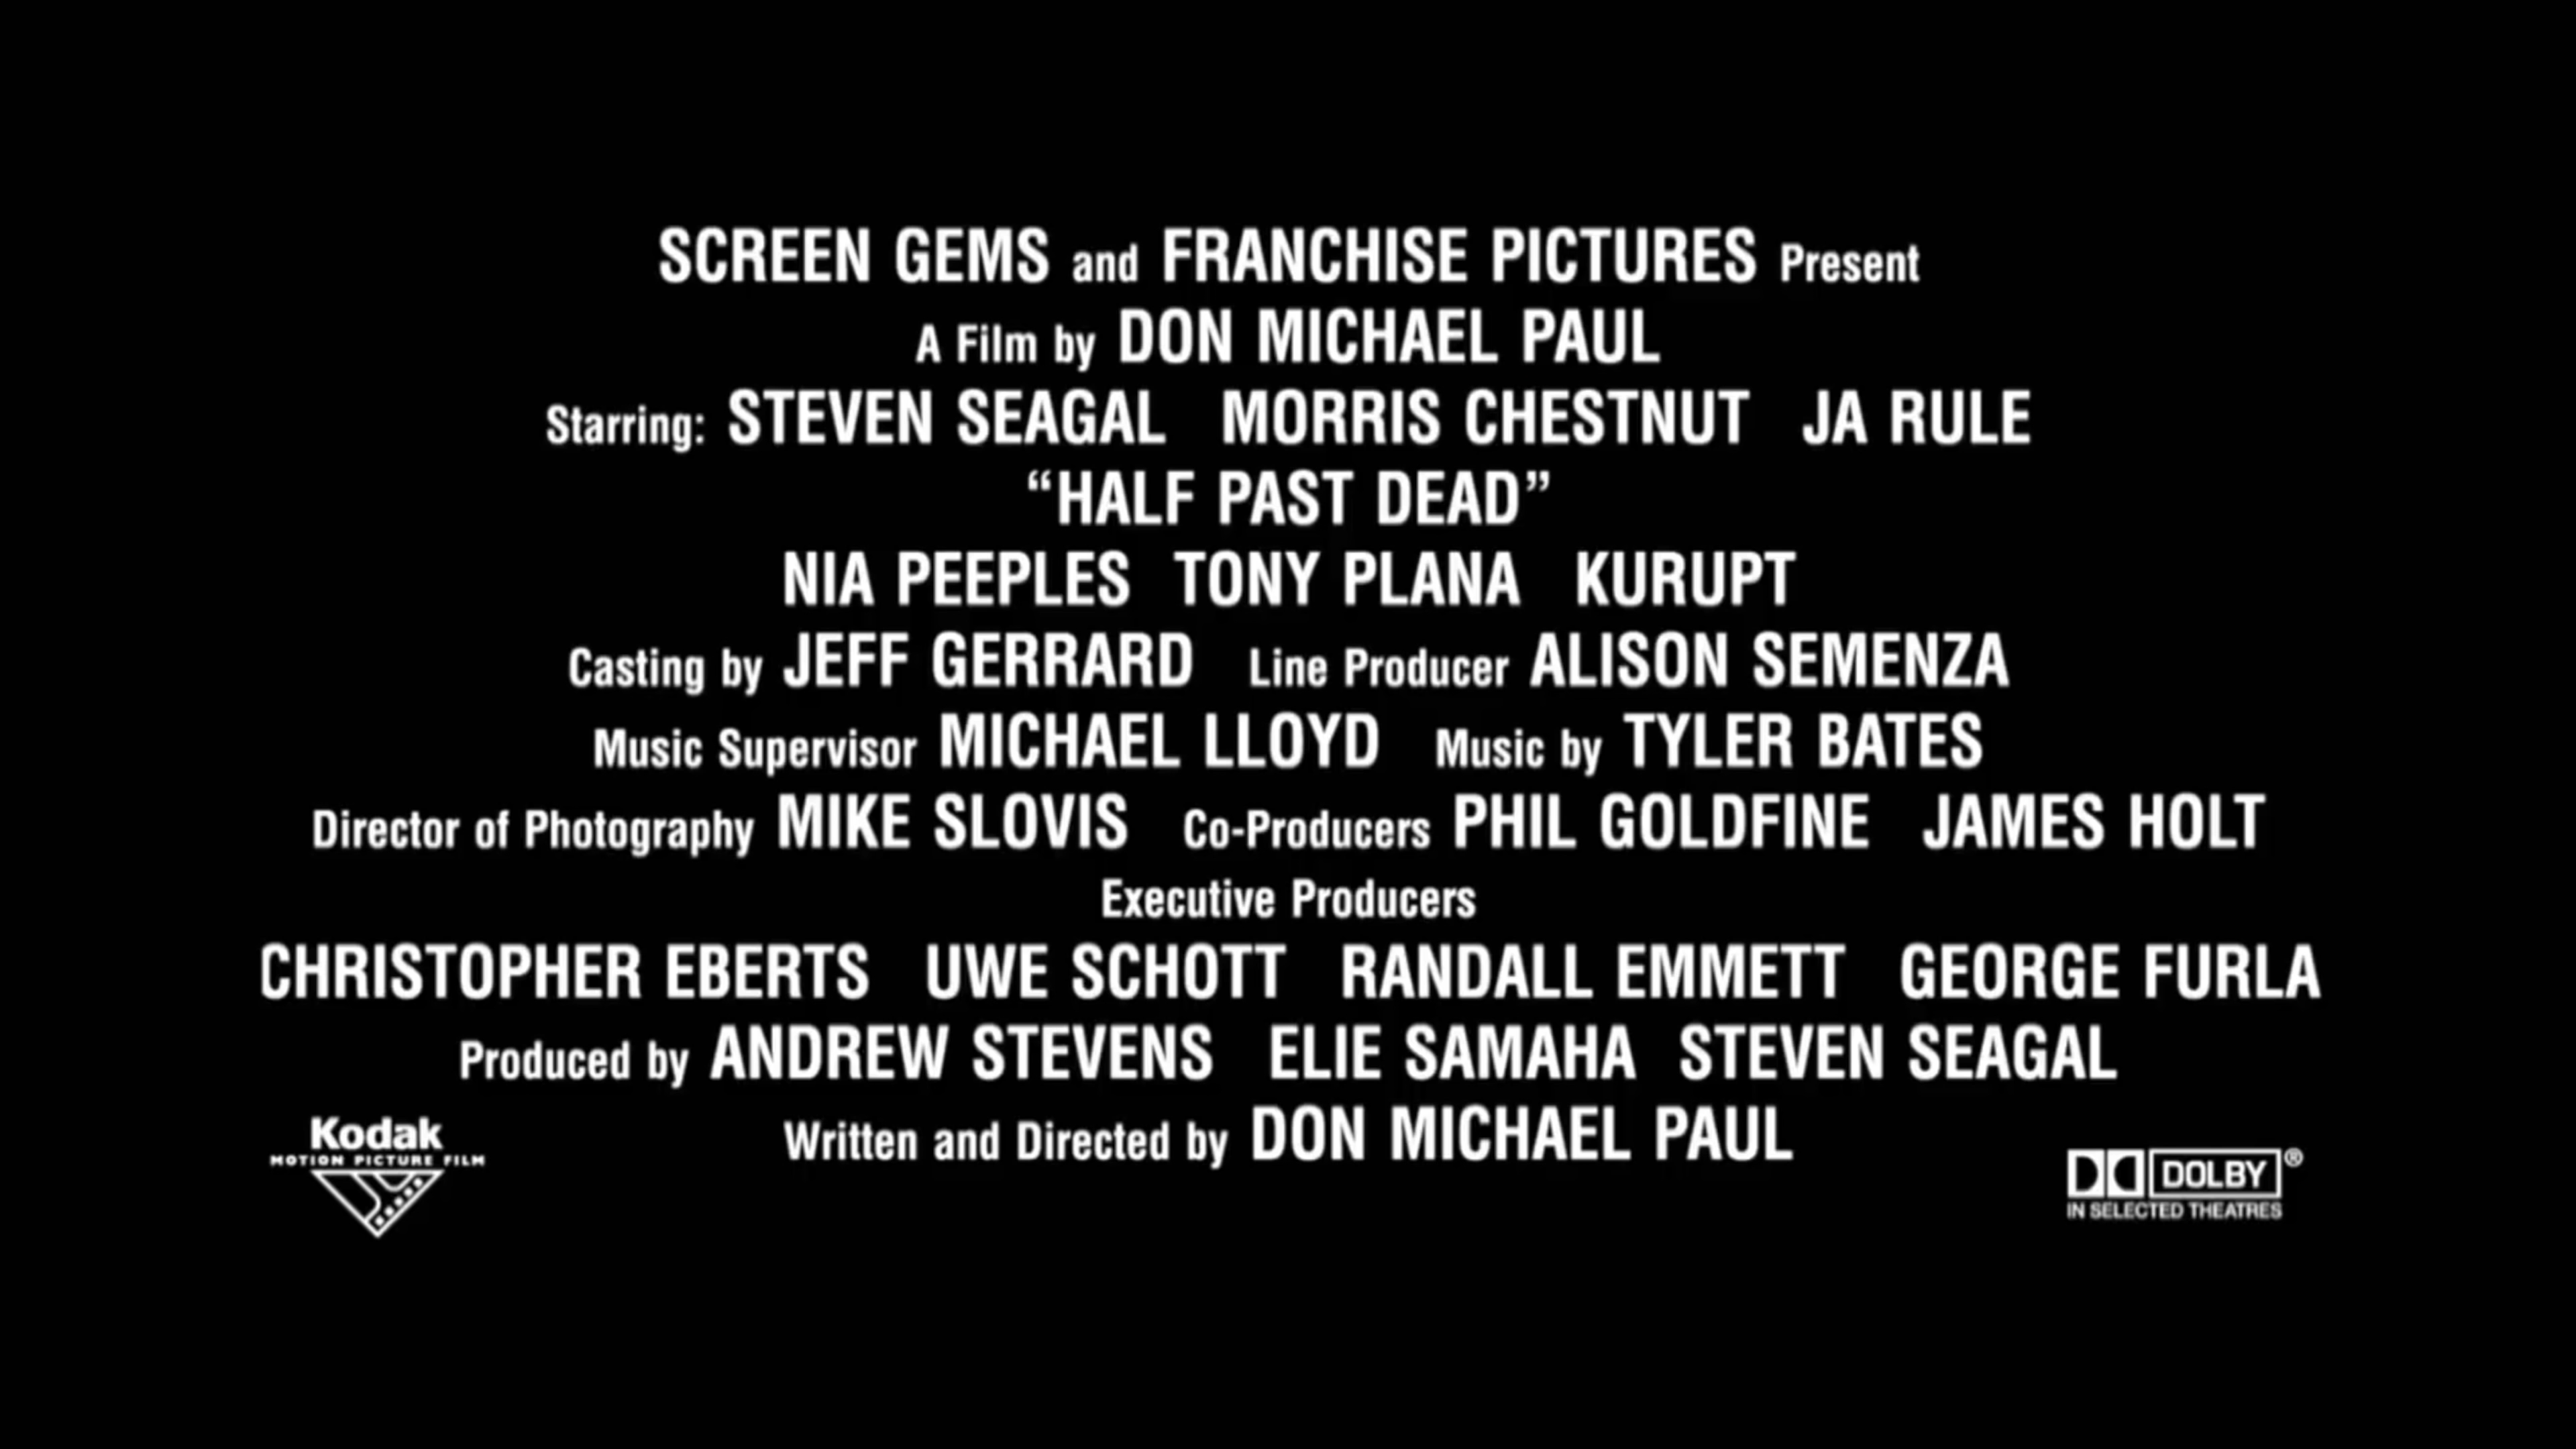 SCREEN GEMS and FRANCHISE PICTURES Present
A Film by DON MICHAEL PAUL
Starring: STEVEN SEAGAL MORRIS CHESTNUT JA RULE
“HALF PAST DEAD”
NIA PEEPLES TONY PLANA KURUPT
Casting by JEFF GERRARD Line Producer ALISON SEMENZA
Music Supervisor MICHAEL LLOYD Music by TYLER BATES
Director of Photography MIKE SLOVIS Co-Producers PHIL GOLDFINE JAMES HOLT
Executive Producers
CHRISTOPHER EBERTS UWE SCHOTT RANDALL EMMETT GEORGE FURLA
Produced by ANDREW STEVENS ELIE SAMAHA STEVEN SEAGAL
Written and Directed by DON MICHAEL PAUL
Kodak
MOTION PICTURE FILM
DOLBY®
IN SELECTED THEATRES